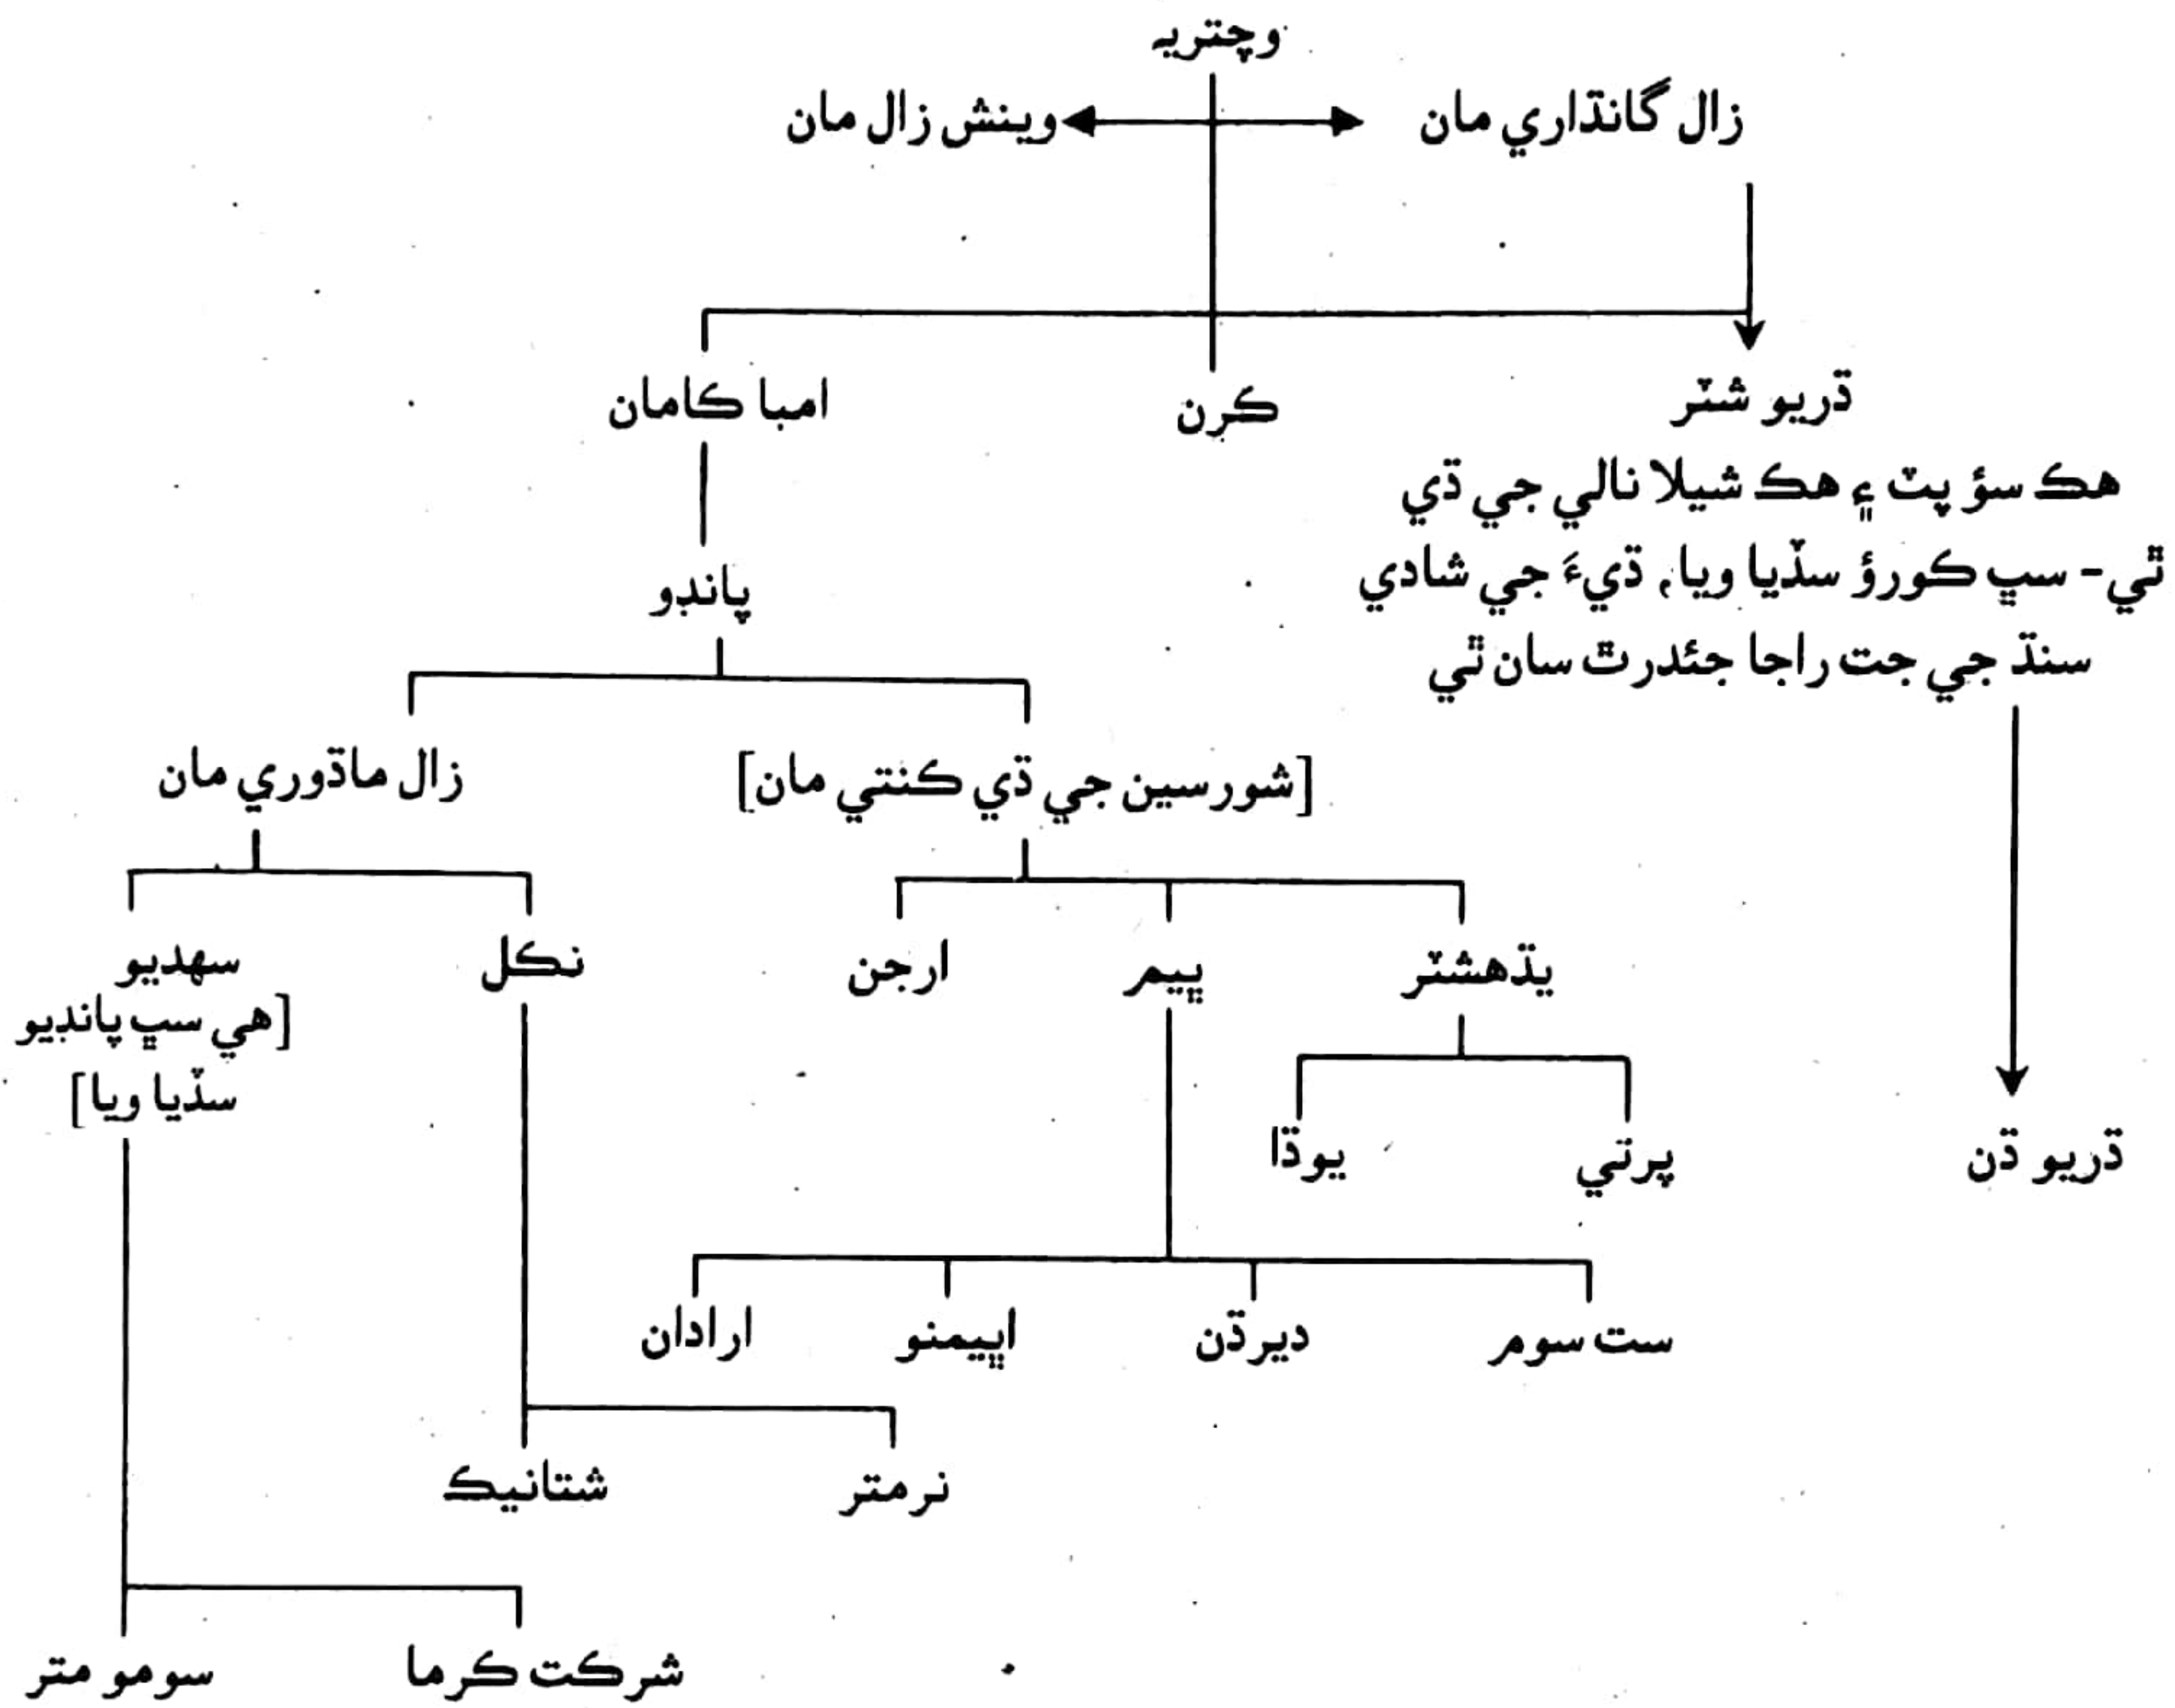 وچتريہ
زال گانڌاري مان
وينش زال مان
ڌريو شٽر
ڪرن
امبا ڪامان
هڪ سؤ پٽ ۽ هڪ شيلا نالي جي ڌي
ٿي- سڀ ڪورؤ سڏيا ويا، ڌيءَ جي شادي
سنڌ جي جت راجا جئدرٿ سان ٿي
پاندو
[شورسين جي ڌي ڪنتي مان]
زال ماڌوري مان
يڌهشٽر
ڀيم
ارجن
نڪل
سهديو
[هي سڀ پانڊيو
سڏيا ويا]
ڌريو ڌن
پرتي
يوڌا
ست سوم
ديرڌن
اڀيمنو
ارادان
نرمتر
شتانيڪ
شرڪت ڪرما
سومو متر